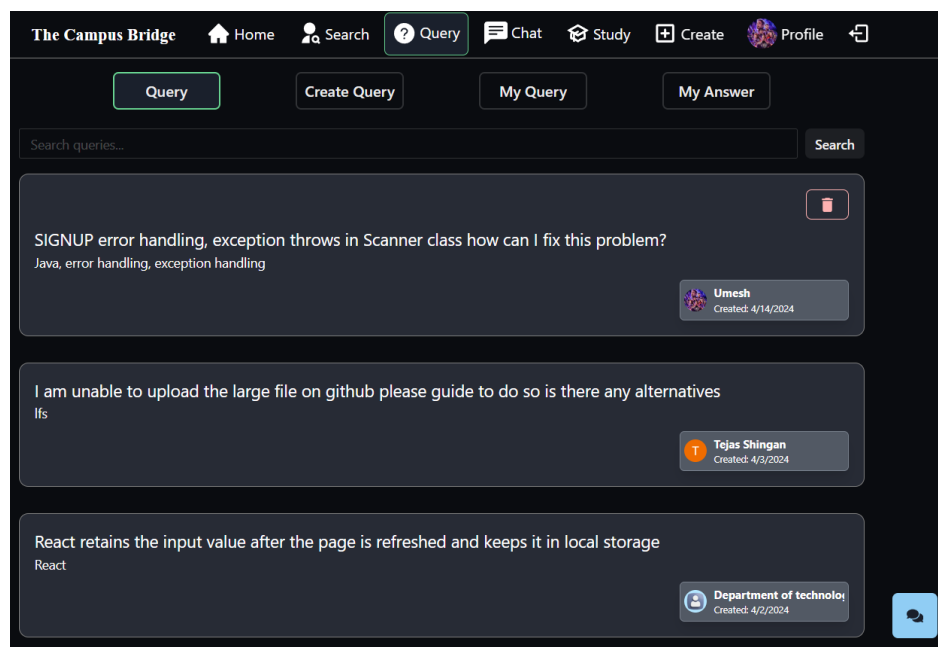 The Campus Bridge Home Search Query Chat Study Create Profile
Query Create Query My Query My Answer
Search queries... Search
SIGNUP error handling, exception throws in Scanner class how can I fix this problem?
Java, error handling, exception handling
Umesh
Created: 4/14/2024
I am unable to upload the large file on github please guide to do so is there any alternatives
lfs
T
Tejas Shingan
Created: 4/3/2024
React retains the input value after the page is refreshed and keeps it in local storage
React
Department of technolo
Created: 4/2/2024